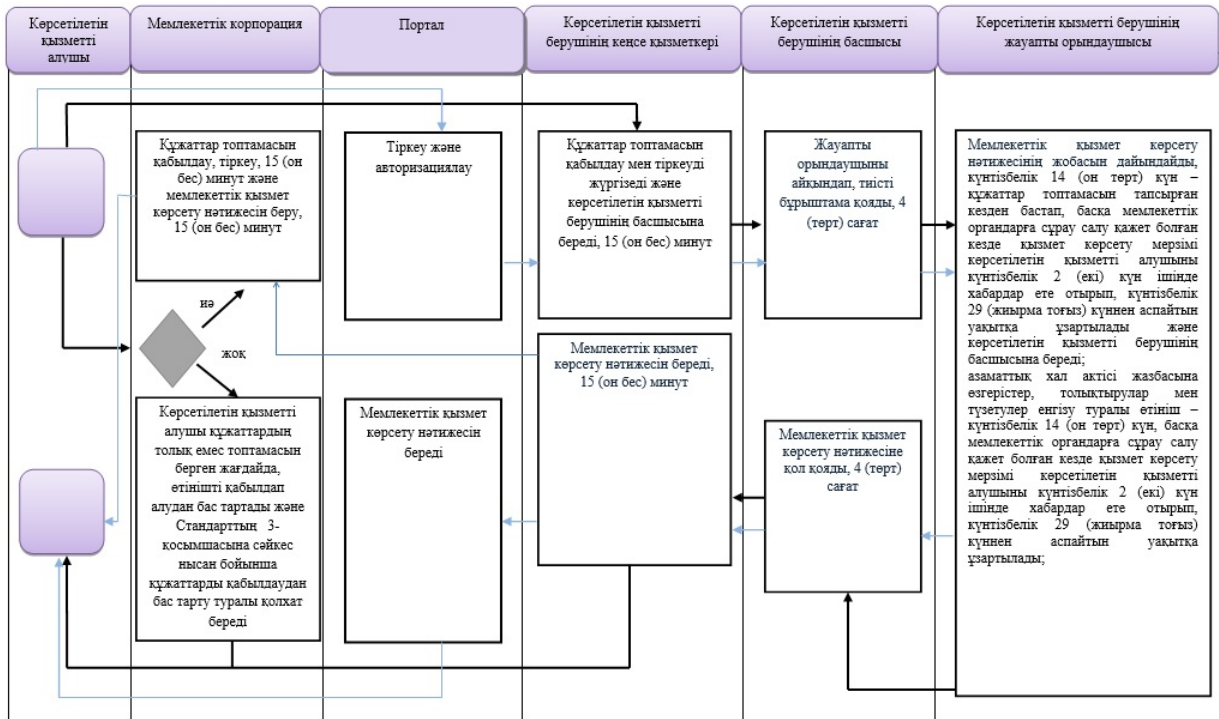 Көрсетілетін
қызметті
алушы
Мемлекеттік корпорация
Портал
Көрсетілетін қызметті
берушінің кеңсе қызметкері
Көрсетілетін қызметті
берушінің басшысы
Көрсетілетін қызметті берушінің
жауапты орындаушысы
Құжаттар топтамасын
қабылдау, тіркеу, 15 (он
бес) минут және
мемлекеттік қызмет
көрсету нәтижесін беру,
15 (он бес) минут
Тіркеу және
авторизациялау
Құжаттар топтамасын
қабылдау мен тіркеуді
жүргізеді және
көрсетілетін қызметті
берушінің басшысына
береді, 15 (он бес) минут
Жауапты
орындаушыны
айқындап, тиісті
бұрыштама қояды, 4
(төрт) сағат
Мемлекеттік қызмет көрсету
нәтижесінің жобасын дайындайды,
күнтізбелік 14 (он төрт) күн –
құжаттар топтамасын тапсырған
кезден бастап, басқа мемлекеттік
органдарға сұрау салу қажет болған
кезде қызмет көрсету мерзімі
көрсетілетін қызметті алушыны
күнтізбелік 2 (екі) күн ішінде
хабардар ете отырып, күнтізбелік
29 (жиырма тоғыз) күннен аспайтын
уақытқа ұзартылады және
көрсетілетін қызметті берушінің
басшысына береді;
азаматтық хал актісі жазбасына
өзгерістер, толықтырулар мен
түзетулер енгізу туралы өтініш –
күнтізбелік 14 (он төрт) күн, басқа
мемлекеттік органдарға сұрау салу
қажет болған кезде қызмет көрсету
мерзімі көрсетілетін қызметті
алушыны күнтізбелік 2 (екі) күн
ішінде хабардар ете отырып,
күнтізбелік 29 (жиырма тоғыз)
күннен аспайтын уақытқа
ұзартылады;
иә
жоқ
Көрсетілетін қызметті
алушы құжаттардың
толық емес топтамасын
берген жағдайда,
өтінішті қабылдап
алудан бас тартады және
Стандарттың 3-
қосымшасына сәйкес
нысан бойынша
құжаттарды қабылдаудан
бас тарту туралы қолхат
береді
Мемлекеттік қызмет
көрсету нәтижесін
береді
Мемлекеттік қызмет
көрсету нәтижесін береді,
15 (он бес) минут
Мемлекеттік қызмет
көрсету нәтижесіне
қол қояды, 4 (төрт)
сағат